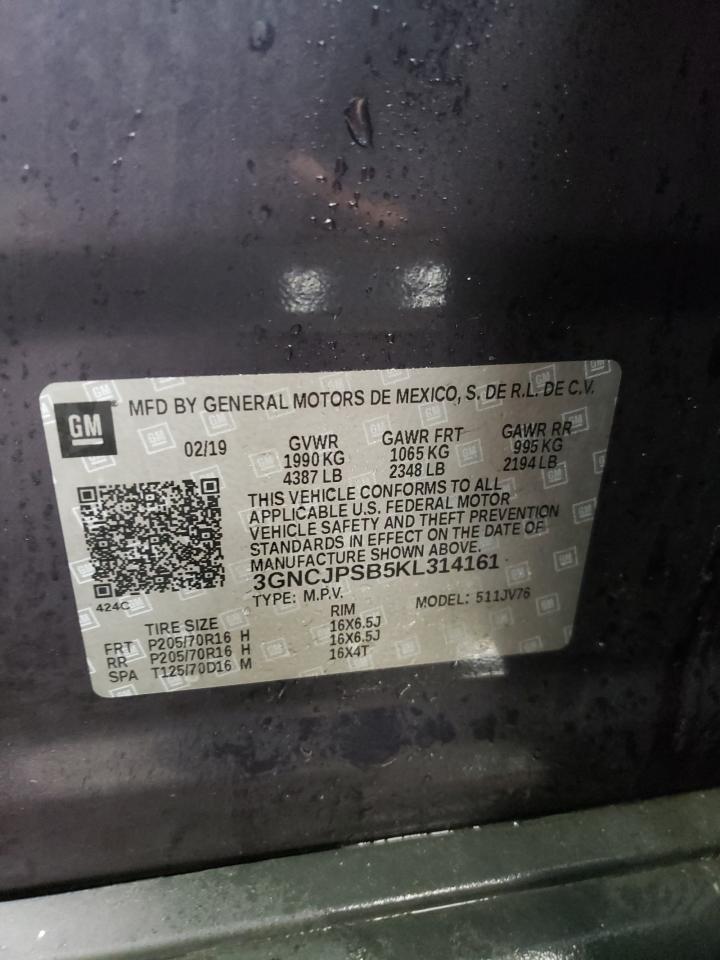 GM MFD BY GENERAL MOTORS DE MEXICO, S. DE R.L. DE C.V.
02/19 GVWR GAWR FRT GAWR RR
1990 KG 1065 KG 995 KG
4387 LB 2348 LB 2194 LB
THIS VEHICLE CONFORMS TO ALL
APPLICABLE U.S. FEDERAL MOTOR
VEHICLE SAFETY AND THEFT PREVENTION
STANDARDS IN EFFECT ON THE DATE OF
MANUFACTURE SHOWN ABOVE.
3GNCJPSB5KL314161
424C TYPE: M.P.V. MODEL: 511JV76
TIRE SIZE RIM
FRT P205/70R16 H 16X6.5J
RR P205/70R16 H 16X6.5J
SPA T125/70D16 M 16X4T